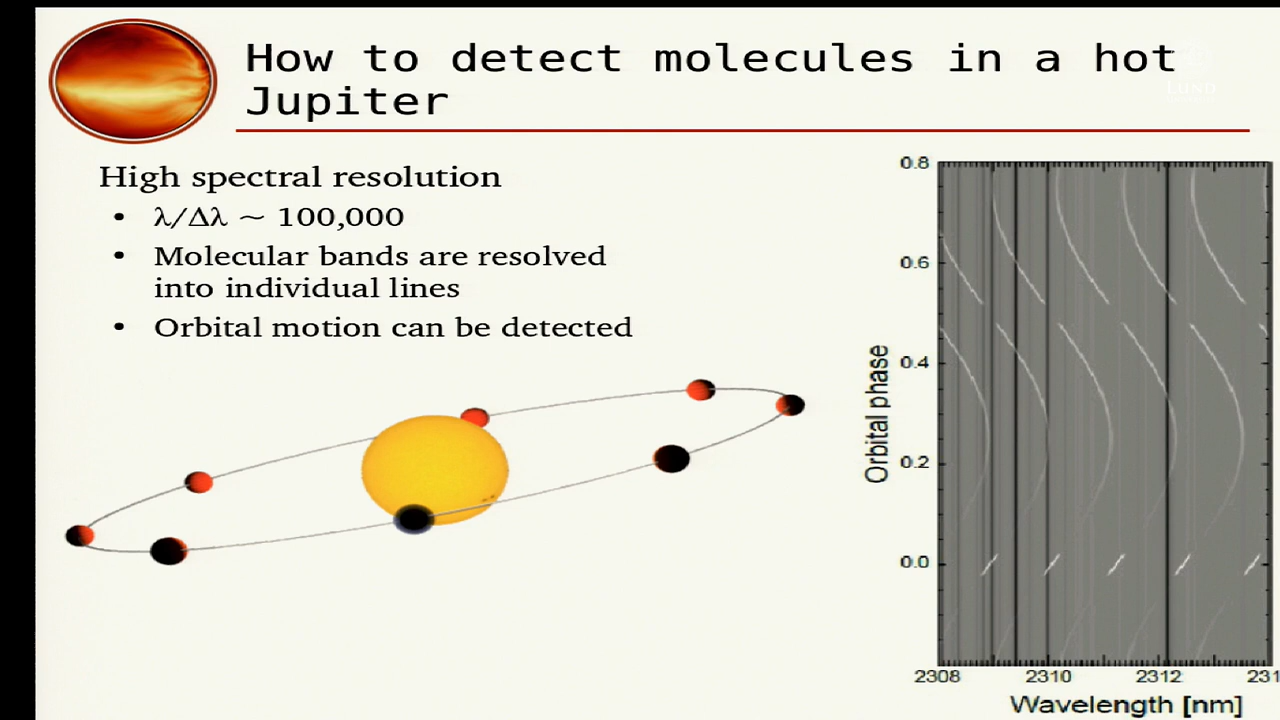 How to detect molecules in a hot
Jupiter
LUND
High spectral resolution
• λ/Δλ ~ 100,000
• Molecular bands are resolved
into individual lines
• Orbital motion can be detected
Orbital phase
0.8
0.6
0.4
0.2
0.0
2308 2310 2312 231
Wavelength [nm]